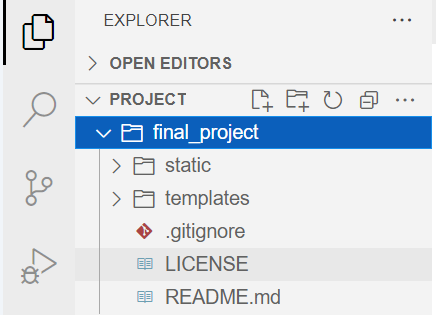 EXPLORER
OPEN EDITORS
PROJECT
final_project
static
templates
.gitignore
LICENSE
README.md